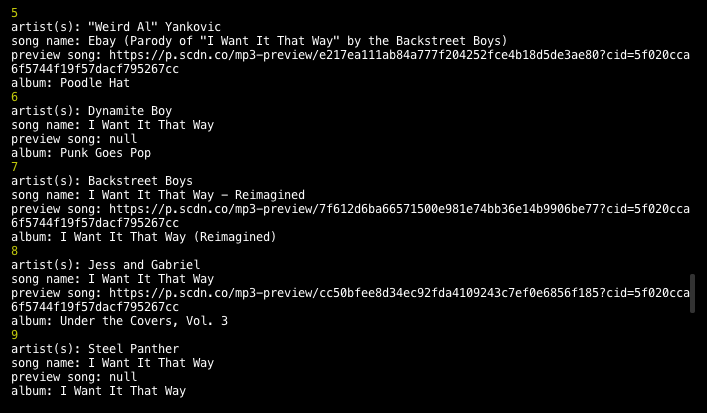 5
artist(s): "Weird Al" Yankovic
song name: Ebay (Parody of "I Want It That Way" by the Backstreet Boys)
preview song: https://p.scdn.co/mp3-preview/e217ea111ab84a777f204252fce4b18d5de3ae80?cid=5f020cca
6f5744f19f57dacf795267cc
album: Poodle Hat
6
artist(s): Dynamite Boy
song name: I Want It That Way
preview song: null
album: Punk Goes Pop
7
artist(s): Backstreet Boys
song name: I Want It That Way - Reimagined
preview song: https://p.scdn.co/mp3-preview/7f612d6ba66571500e981e74bb36e14b9906be77?cid=5f020cca
6f5744f19f57dacf795267cc
album: I Want It That Way (Reimagined)
8
artist(s): Jess and Gabriel
song name: I Want It That Way
preview song: https://p.scdn.co/mp3-preview/cc50bfee8d34ec92fda4109243c7ef0e6856f185?cid=5f020cca
6f5744f19f57dacf795267cc
album: Under the Covers, Vol. 3
9
artist(s): Steel Panther
song name: I Want It That Way
preview song: null
album: I Want It That Way